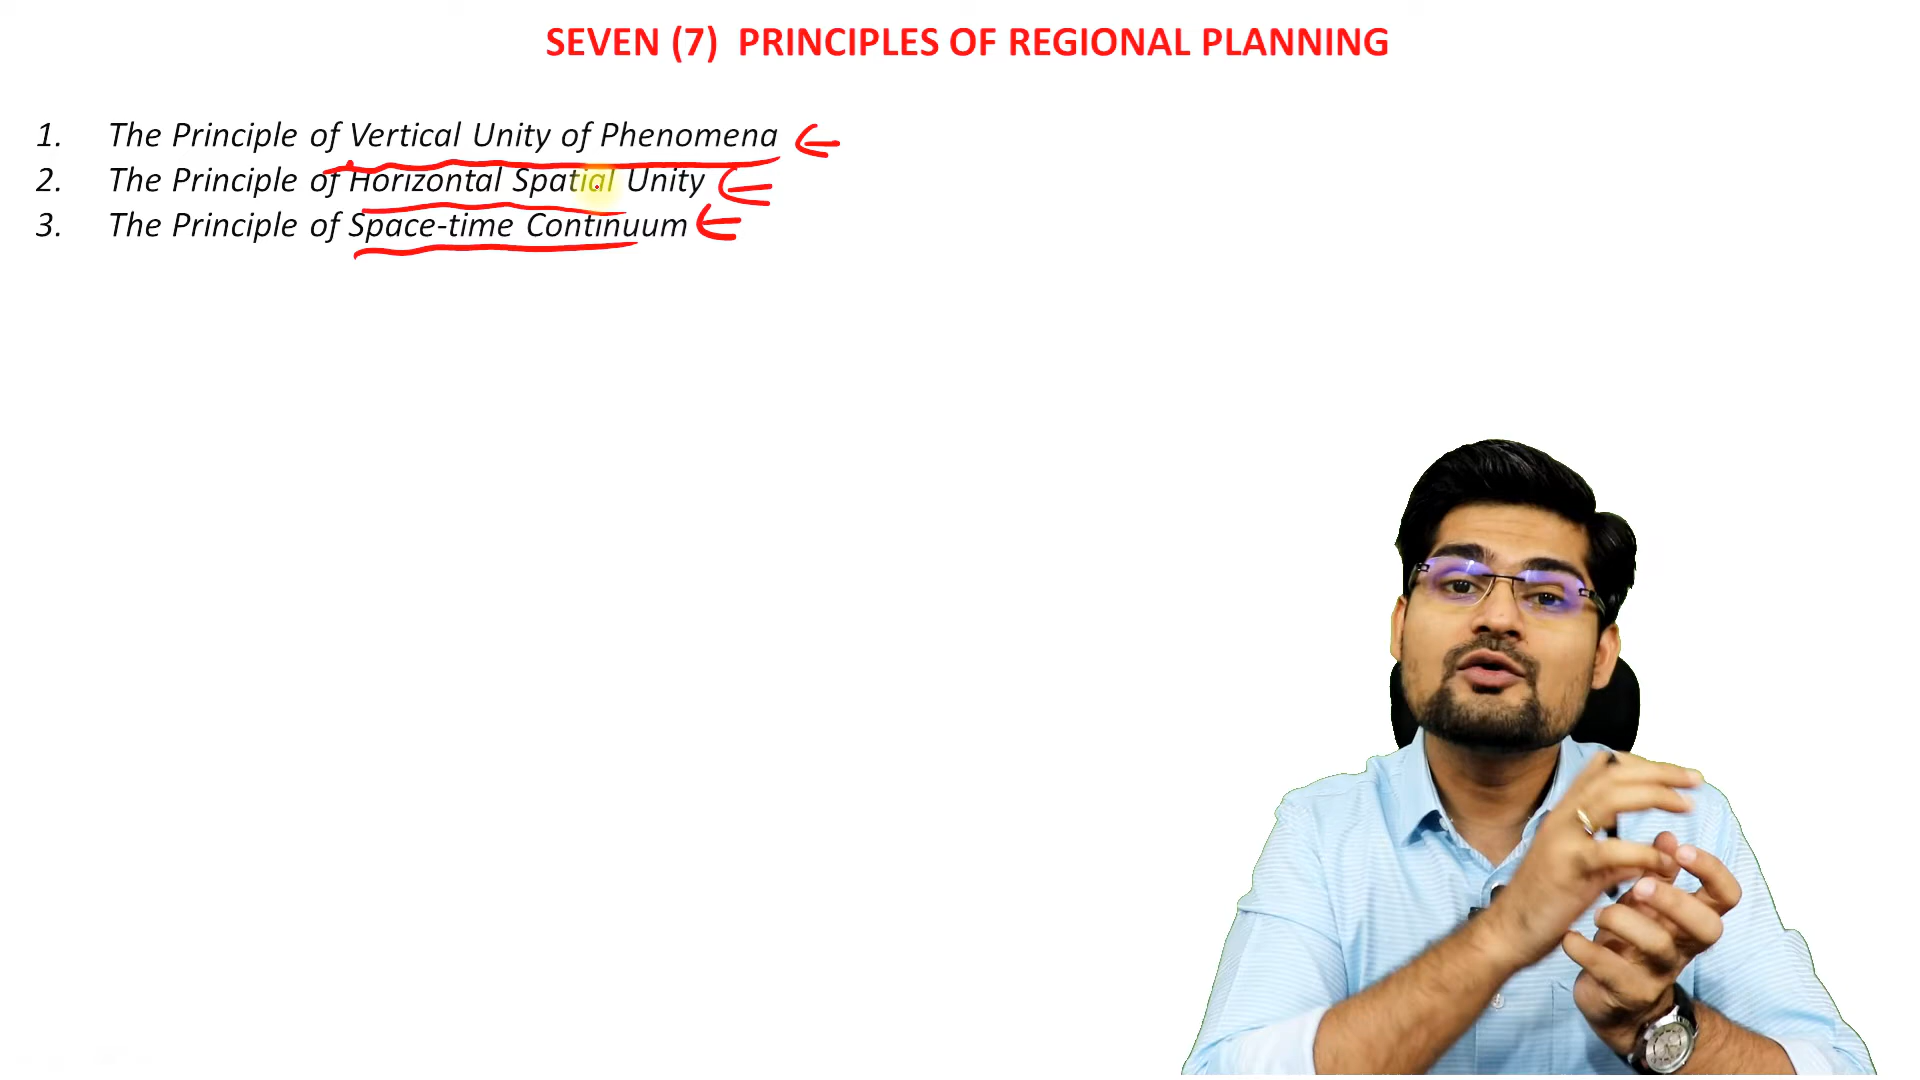 SEVEN (7) PRINCIPLES OF REGIONAL PLANNING
1. The Principle of Vertical Unity of Phenomena
2. The Principle of Horizontal Spatial Unity
3. The Principle of Space-time Continuum